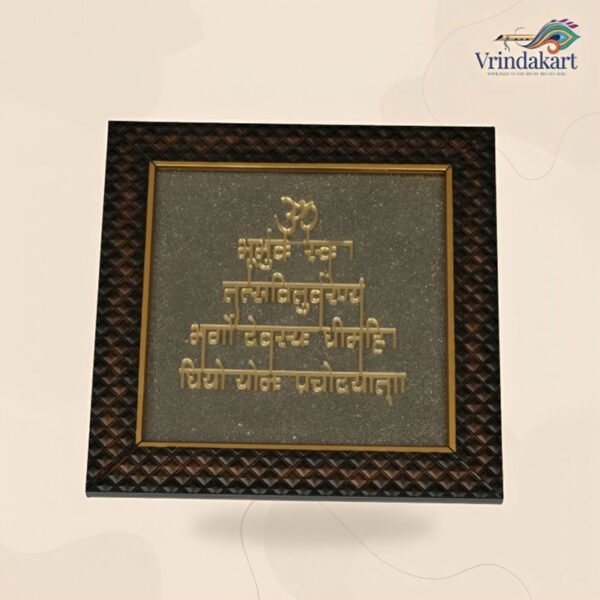 Vrindakart
ॐ
भूर्भुवः स्वः ।
तत्सवितुर्वरेण्यं
भर्गो देवस्यः धीमहि।
धियो योनः प्रचोदयात्॥